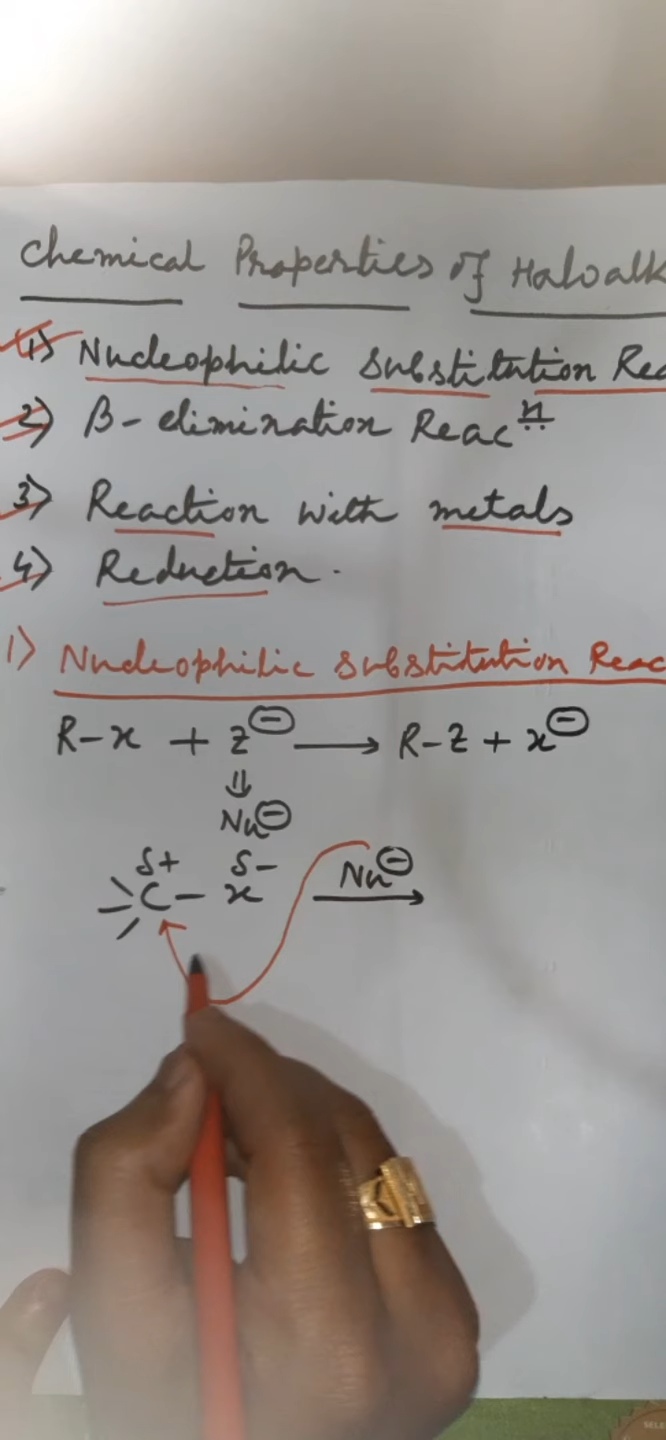 Chemical Properties of Haloalk
1) Nucleophilic Substitution Reac
2) β-elimination Reacⁿ
3) Reaction with metals
4) Reduction.
1) Nucleophilic Substitution Reac
R-x + z⊖ → R-z + x⊖
⇓
Nu⊖
δ+ δ-
C - x Nu⊖ →